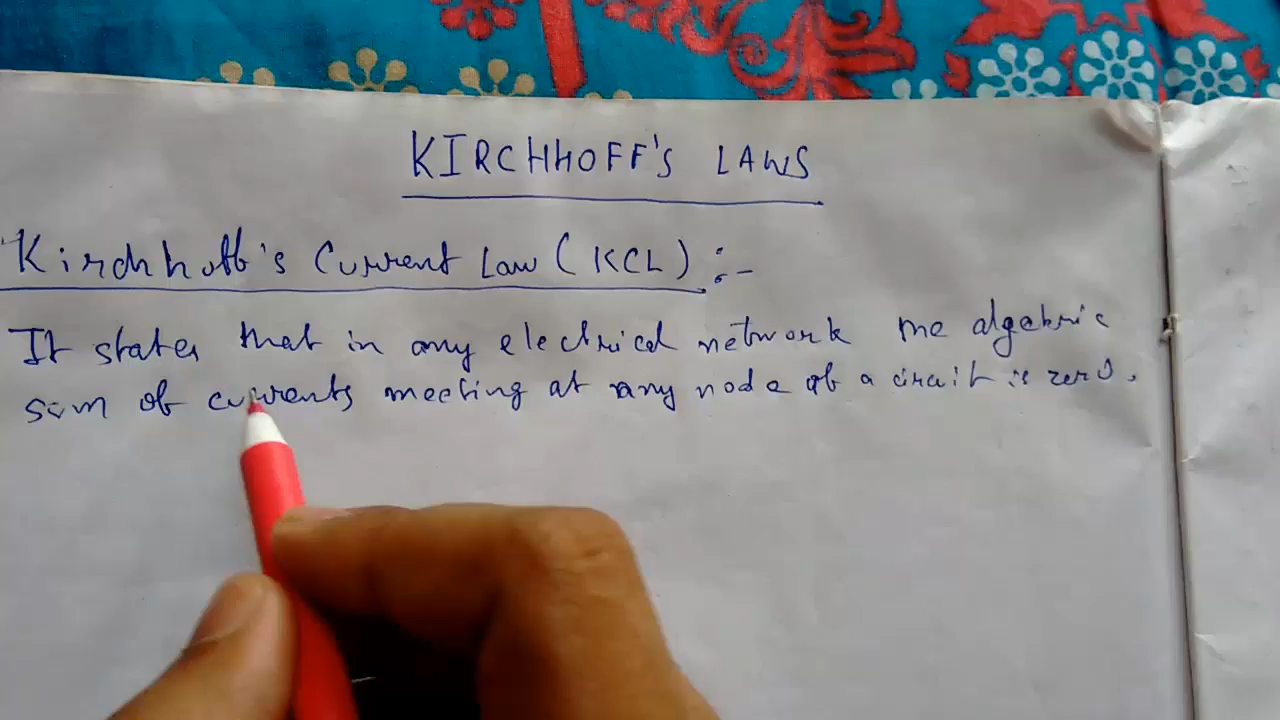 KIRCHHOFF'S LAWS
Kirchhoff's Current Law (KCL) :-
It states that in any electrical network the algebric
sum of currents meeting at any node of a circuit is zero.